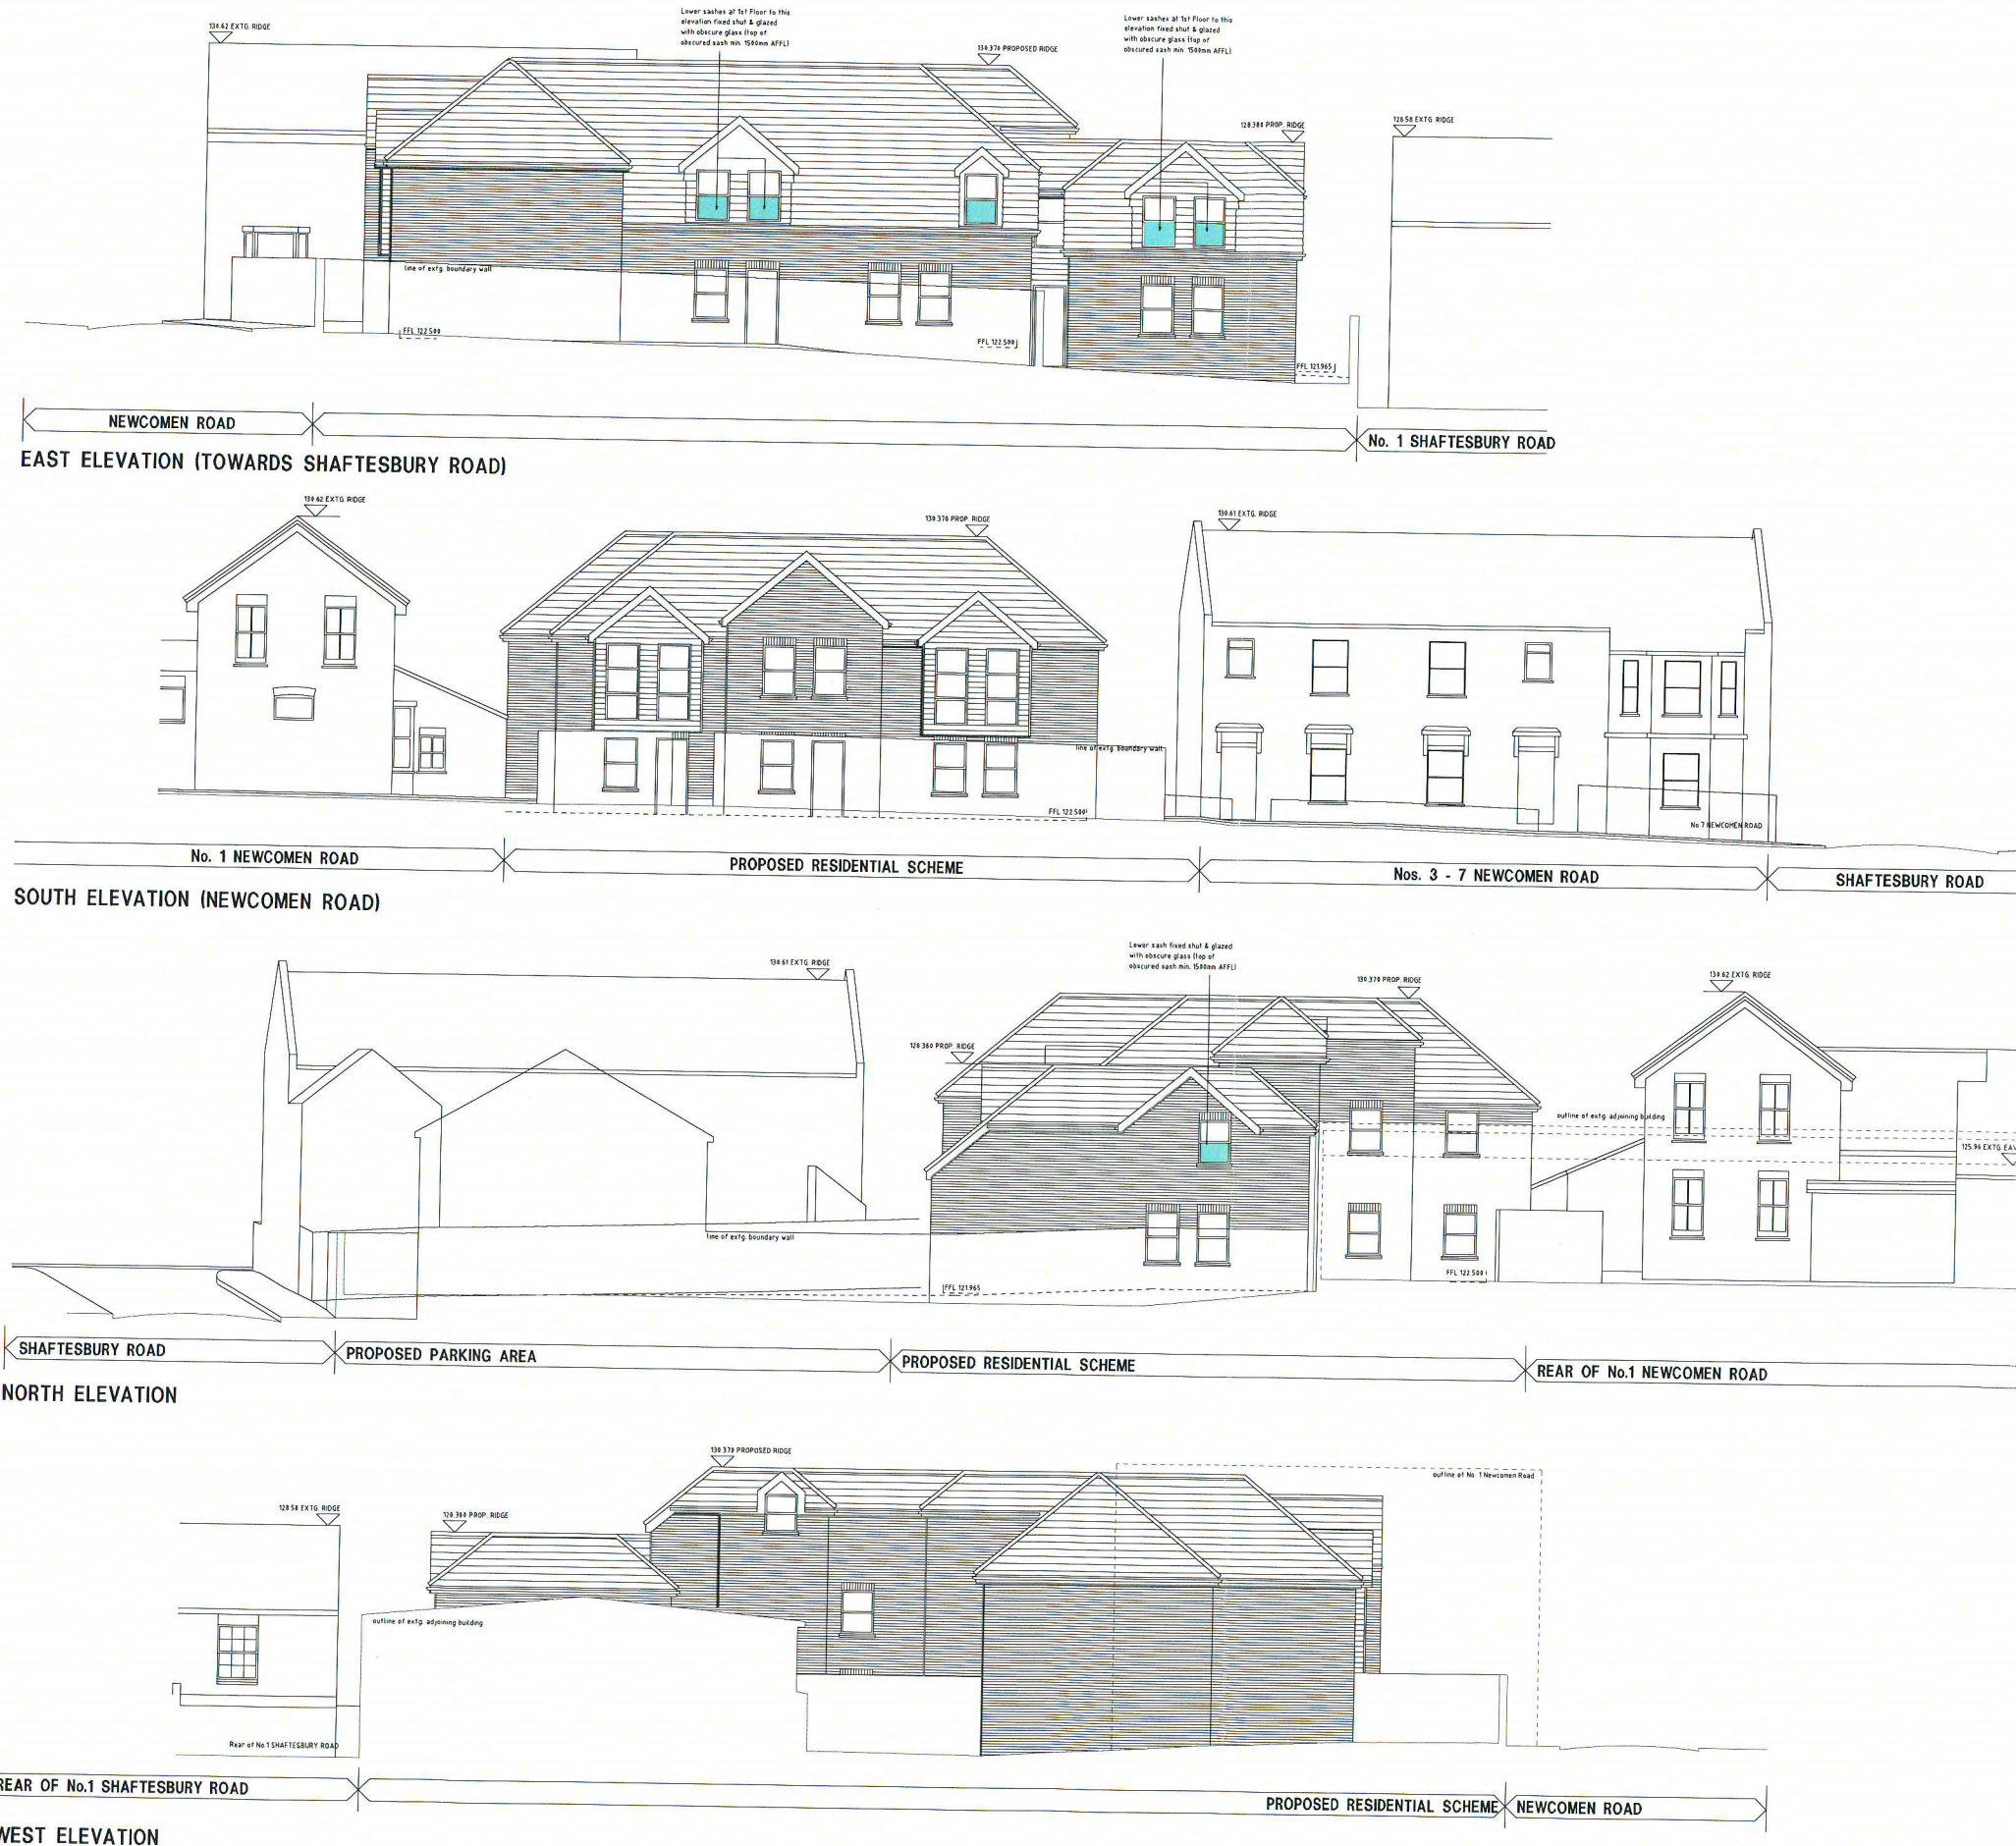 130.62 EXTG. RIDGE
Lower sashes at 1st Floor to this
elevation fixed shut & glazed
with obscure glass (top of
obscured sash min. 1500mm AFFL)
130.370 PROPOSED RIDGE
Lower sashes at 1st Floor to this
elevation fixed shut & glazed
with obscure glass (top of
obscured sash min. 1500mm AFFL)
128.380 PROP. RIDGE
128.58 EXTG. RIDGE
line of extg. boundary wall
FFL 122.500
FFL 122.500
FFL 121.965
NEWCOMEN ROAD
No. 1 SHAFTESBURY ROAD
EAST ELEVATION (TOWARDS SHAFTESBURY ROAD)
130.62 EXTG. RIDGE
130.370 PROP. RIDGE
130.61 EXTG. RIDGE
line of extg. boundary wall
FFL 122.500
No 7 NEWCOMEN ROAD
No. 1 NEWCOMEN ROAD
PROPOSED RESIDENTIAL SCHEME
Nos. 3 - 7 NEWCOMEN ROAD
SHAFTESBURY ROAD
SOUTH ELEVATION (NEWCOMEN ROAD)
130.61 EXTG. RIDGE
Lower sash fixed shut & glazed
with obscure glass (top of
obscured sash min. 1500mm AFFL)
130.370 PROP. RIDGE
130.62 EXTG. RIDGE
128.380 PROP. RIDGE
outline of extg. adjoining building
125.96 EXTG. EAV
line of extg. boundary wall
FFL 122.500
FFL 121.965
SHAFTESBURY ROAD
PROPOSED PARKING AREA
PROPOSED RESIDENTIAL SCHEME
REAR OF No.1 NEWCOMEN ROAD
NORTH ELEVATION
130.370 PROPOSED RIDGE
outline of No. 1 Newcomen Road
128.58 EXTG. RIDGE
128.380 PROP. RIDGE
outline of extg. adjoining building
Rear of No.1 SHAFTESBURY ROAD
REAR OF No.1 SHAFTESBURY ROAD
PROPOSED RESIDENTIAL SCHEME
NEWCOMEN ROAD
WEST ELEVATION